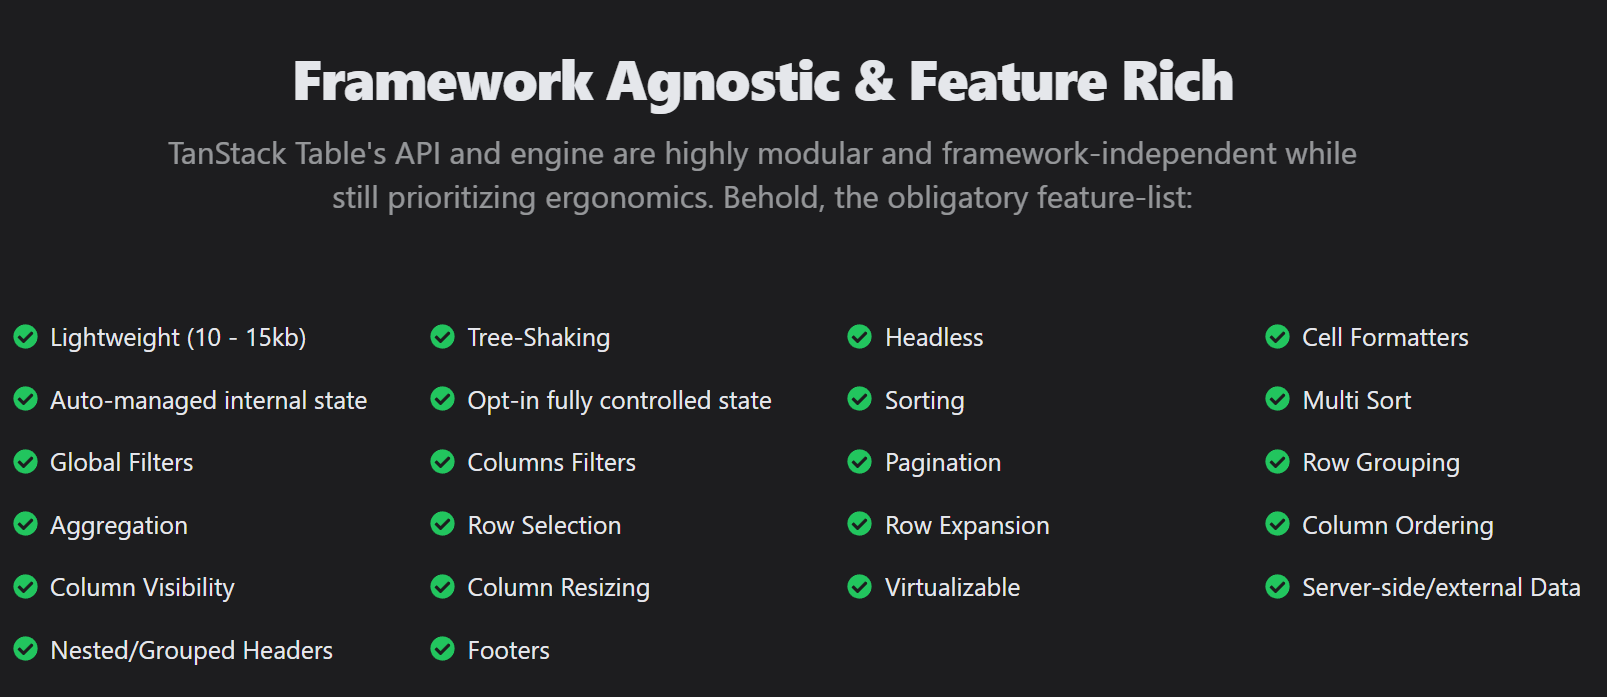 Framework Agnostic & Feature Rich
TanStack Table's API and engine are highly modular and framework-independent while
still prioritizing ergonomics. Behold, the obligatory feature-list:
Lightweight (10 - 15kb)
Tree-Shaking
Headless
Cell Formatters
Auto-managed internal state
Opt-in fully controlled state
Sorting
Multi Sort
Global Filters
Columns Filters
Pagination
Row Grouping
Aggregation
Row Selection
Row Expansion
Column Ordering
Column Visibility
Column Resizing
Virtualizable
Server-side/external Data
Nested/Grouped Headers
Footers